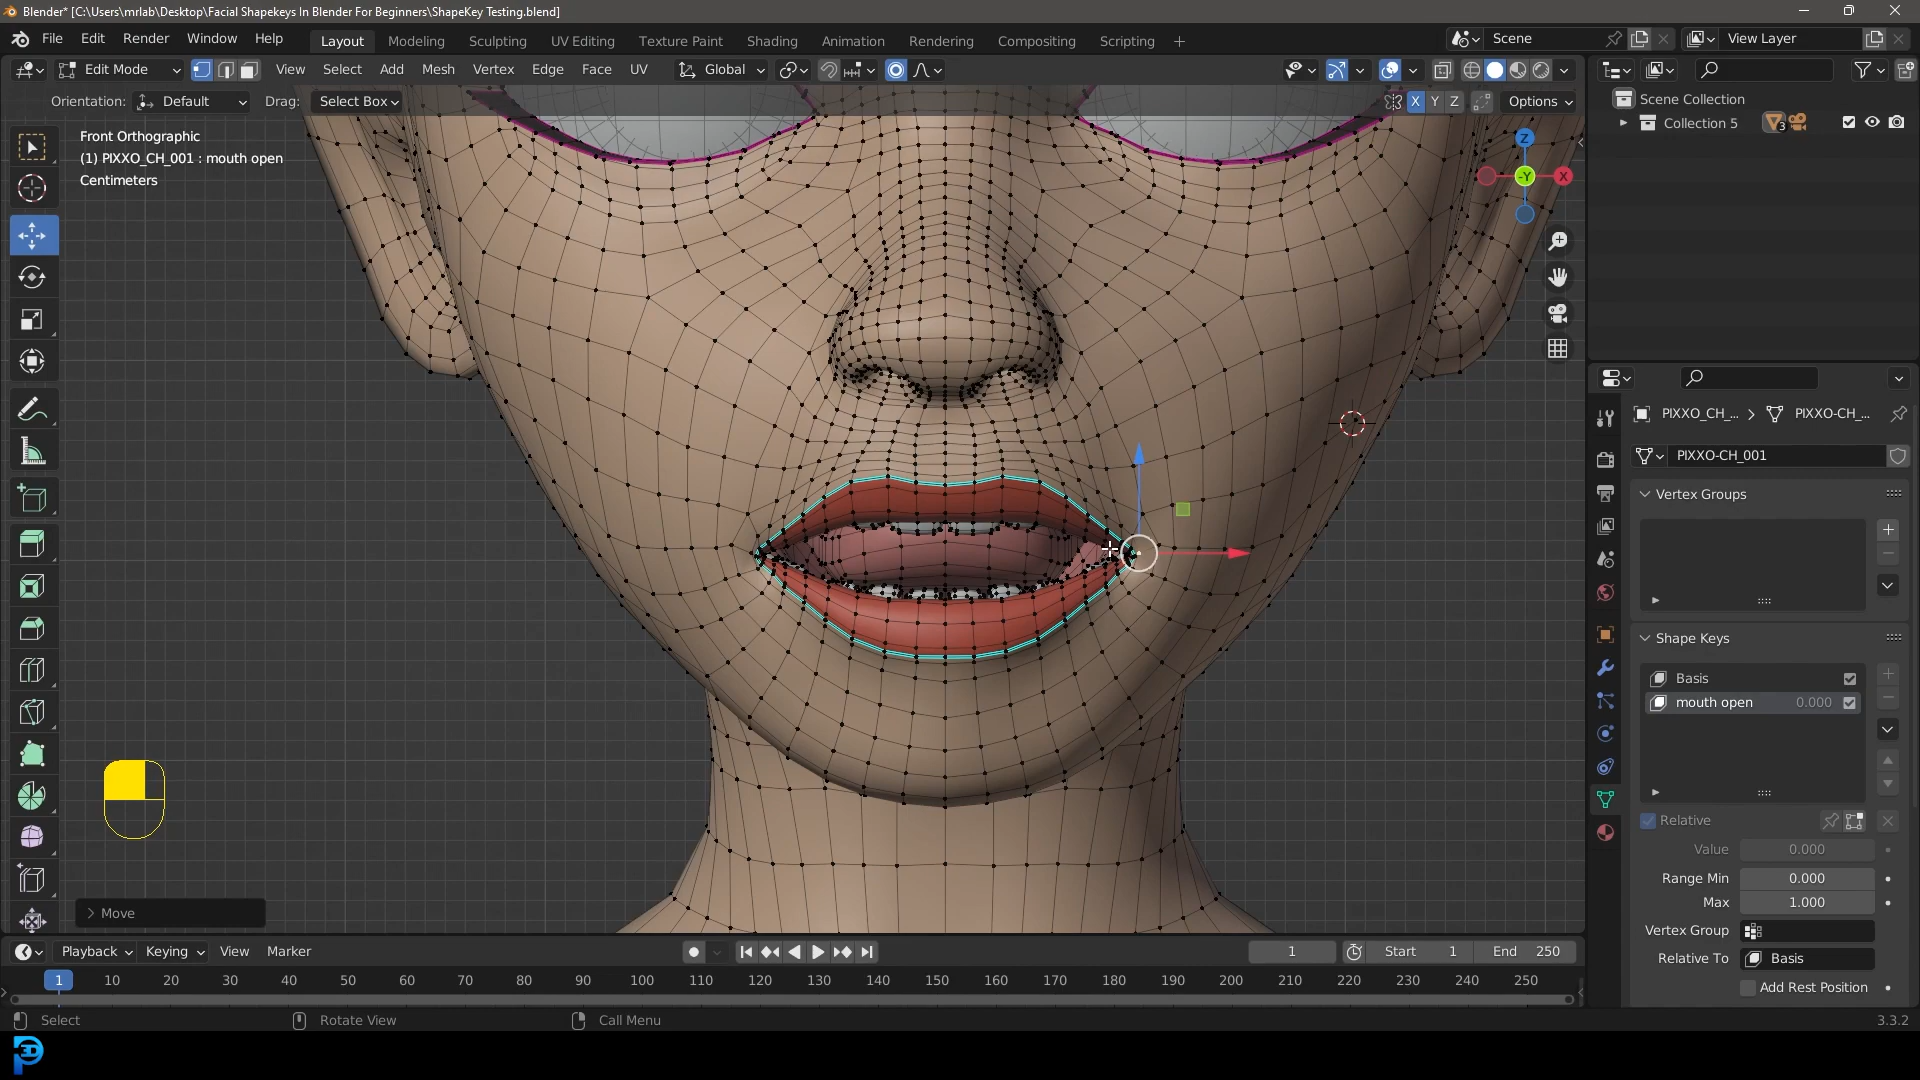 Blender* [C:\Users\mrlab\Desktop\Facial Shapekeys In Blender For Beginners\ShapeKey Testing.blend]
File Edit Render Window Help Layout Modeling Sculpting UV Editing Texture Paint Shading Animation Rendering Compositing Scripting + Scene View Layer
Edit Mode View Select Add Mesh Vertex Edge Face UV Global
Orientation: Default Drag: Select Box X Y Z Options
Front Orthographic
(1) PIXXO_CH_001 : mouth open
Centimeters
Z
-Y X
Move
Scene Collection
Collection 5 3
PIXXO_CH_... PIXXO-CH_...
PIXXO-CH_001
Vertex Groups
Shape Keys
Basis
mouth open 0.000
Relative
Value 0.000
Range Min 0.000
Max 1.000
Vertex Group
Relative To Basis
Add Rest Position
Playback Keying View Marker 1 Start 1 End 250
1 10 20 30 40 50 60 70 80 90 100 110 120 130 140 150 160 170 180 190 200 210 220 230 240 250
Select Rotate View Call Menu 3.3.2